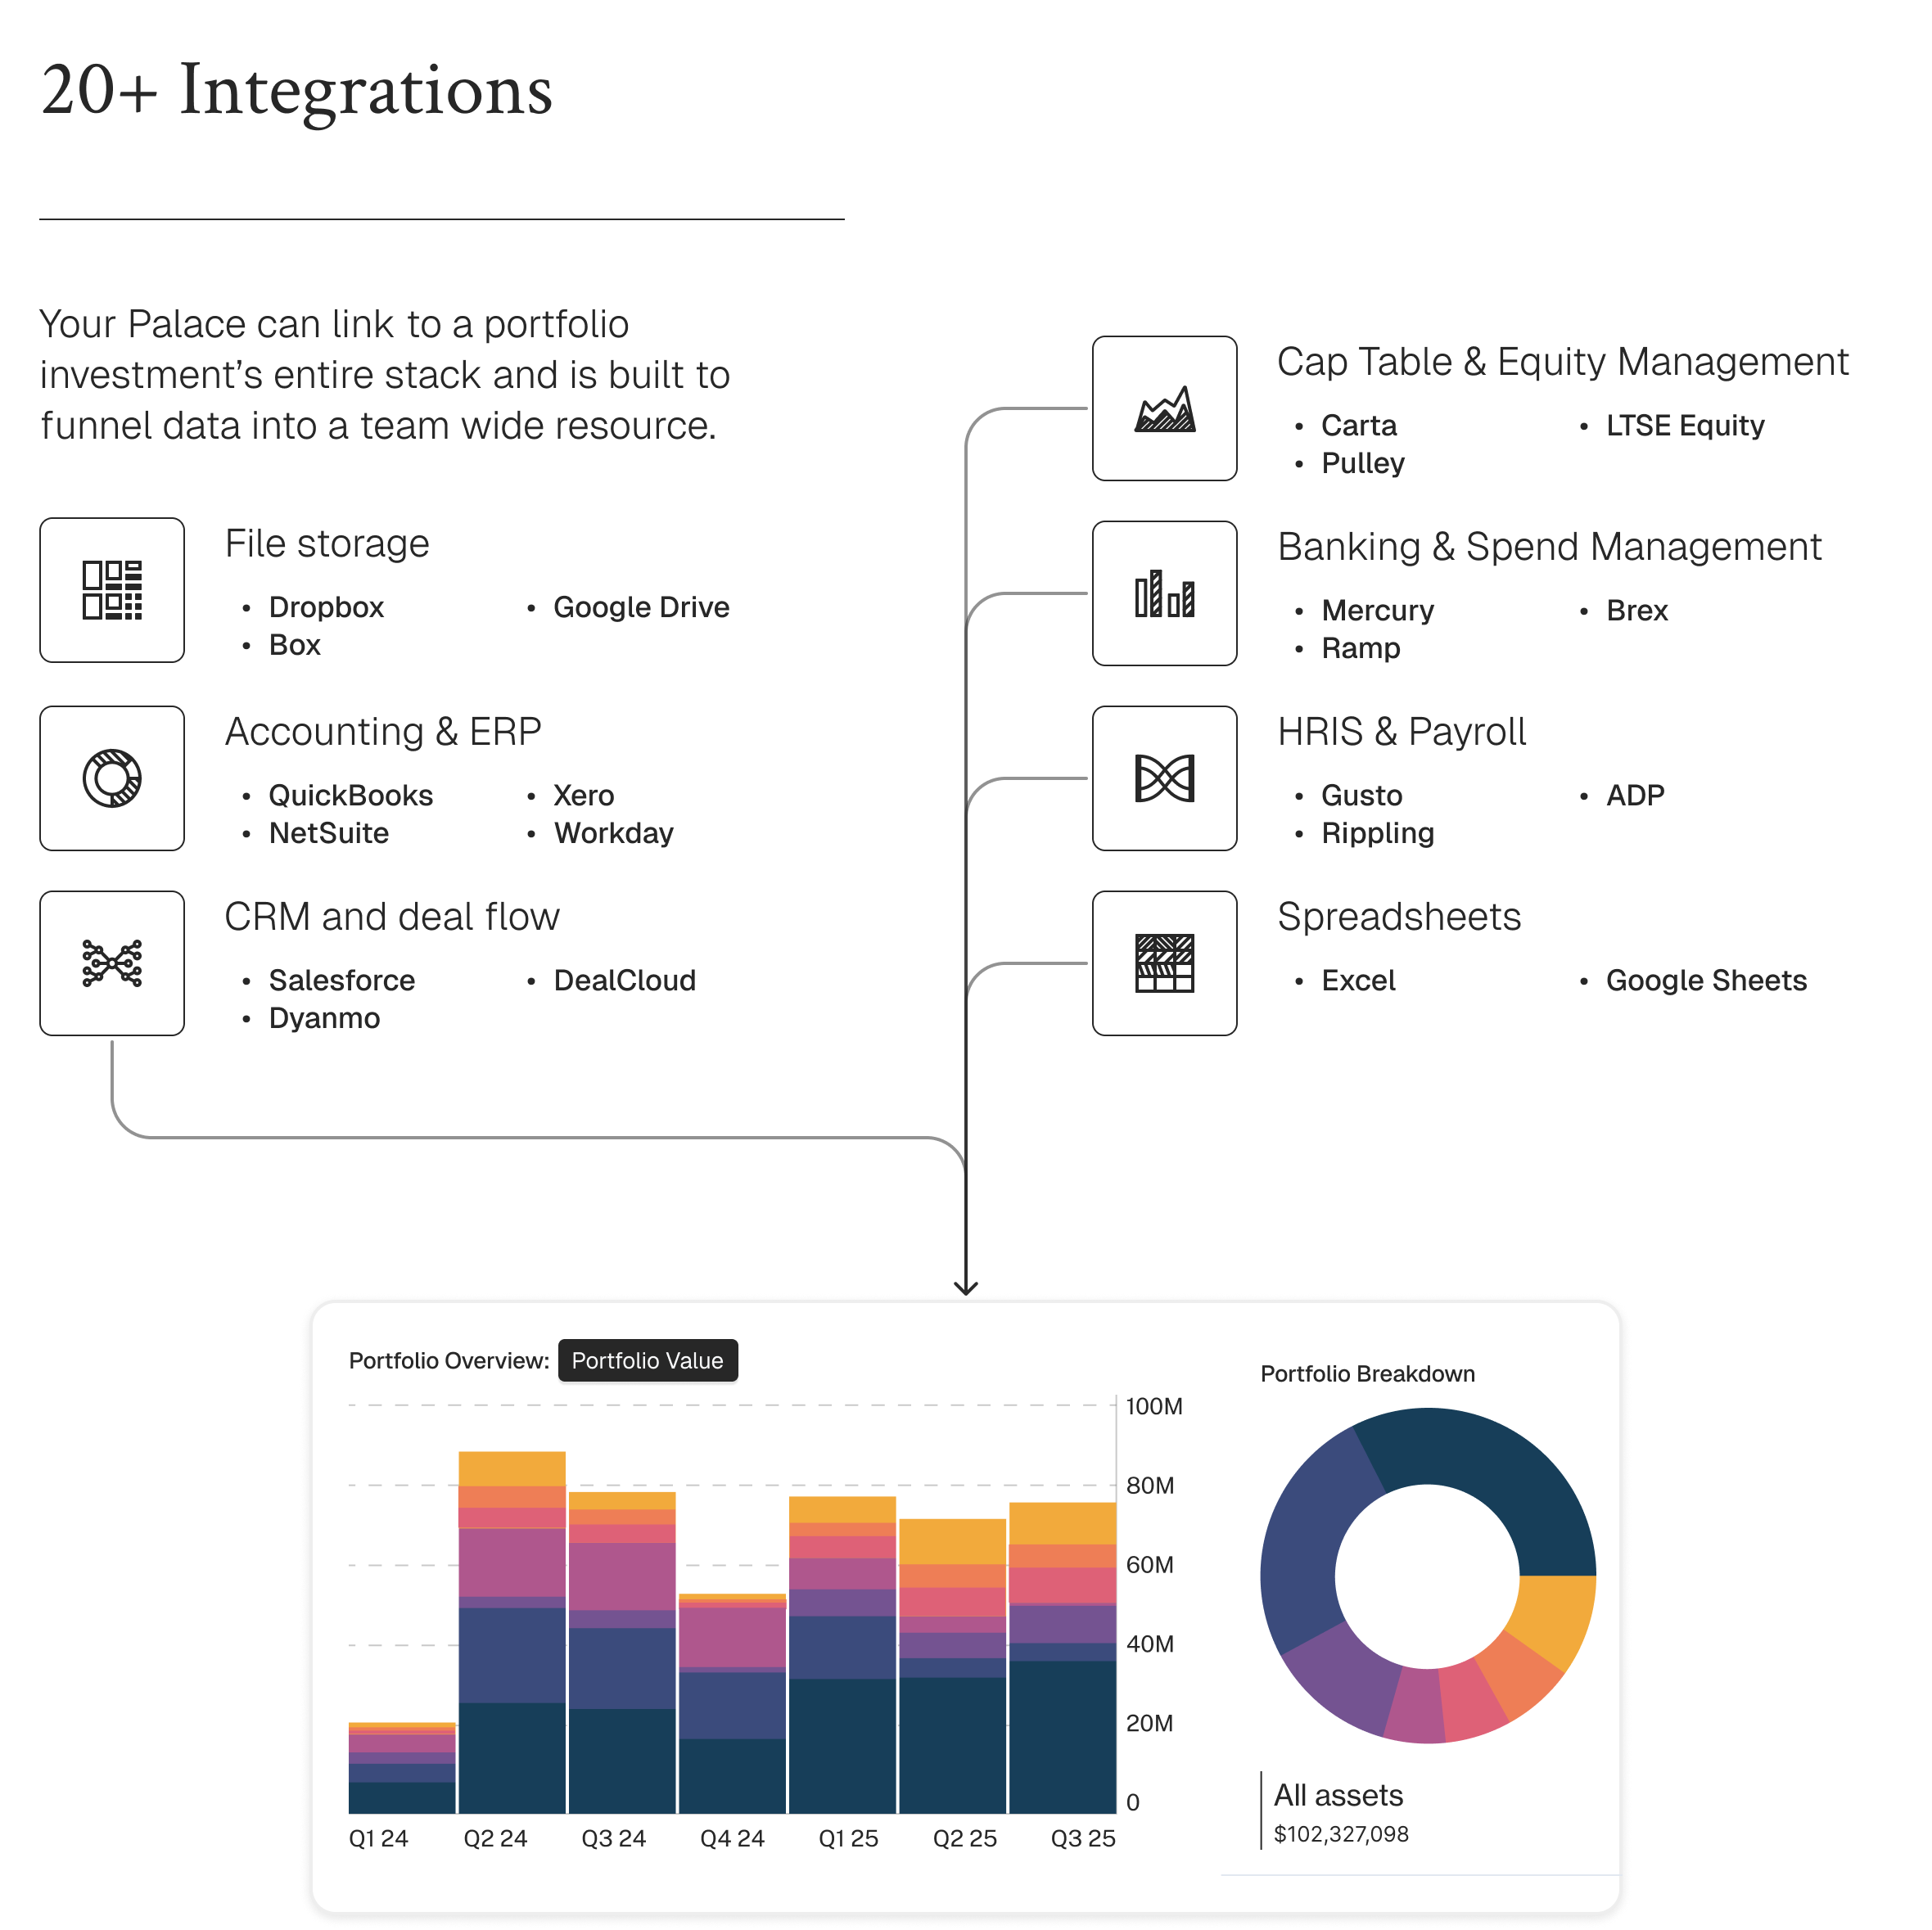 20+ Integrations
Your Palace can link to a portfolio
investment’s entire stack and is built to
funnel data into a team wide resource.
File storage
• Dropbox
• Box
• Google Drive
Accounting & ERP
• QuickBooks
• NetSuite
• Xero
• Workday
CRM and deal flow
• Salesforce
• Dyanmo
• DealCloud
Cap Table & Equity Management
• Carta
• Pulley
• LTSE Equity
Banking & Spend Management
• Mercury
• Ramp
• Brex
HRIS & Payroll
• Gusto
• Rippling
• ADP
Spreadsheets
• Excel
• Google Sheets
Portfolio Overview: Portfolio Value
100M
80M
60M
40M
20M
0
Q1 24 Q2 24 Q3 24 Q4 24 Q1 25 Q2 25 Q3 25
Portfolio Breakdown
All assets
$102,327,098